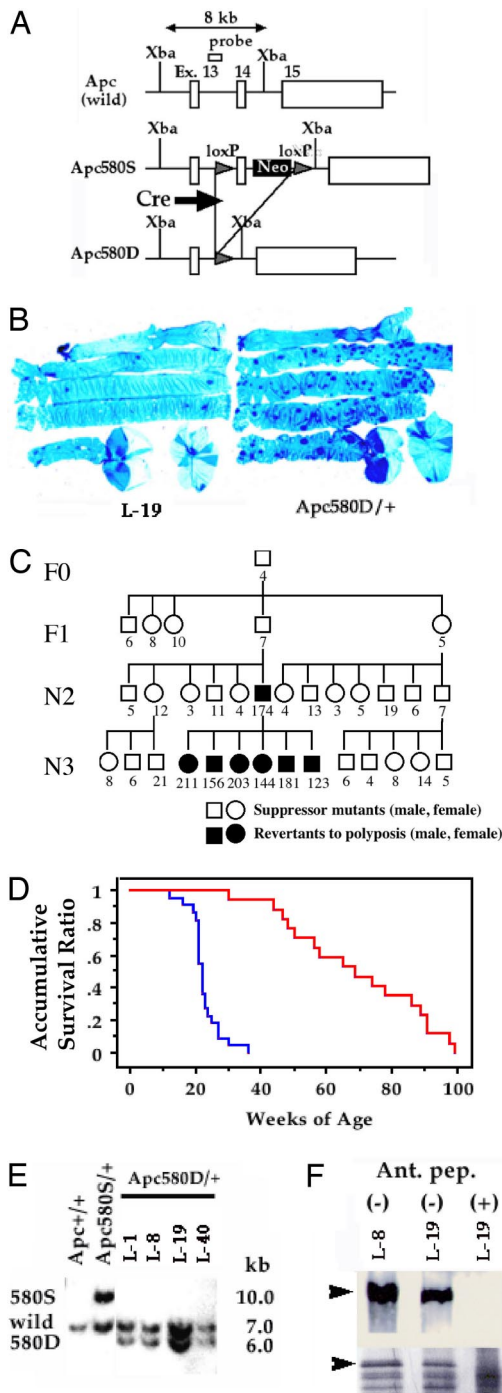 A
8 kb
probe
Xba Ex. 13 14 Xba 15
Apc
(wild)
Xba loxP loxP Xba
Apc580S Neo
Cre
Xba Xba
Apc580D
B
L-19 Apc580D/+
C
F0
4
F1
6 8 10 7 5
N2
5 12 3 11 4 174 4 13 3 5 19 6 7
N3
8 6 21 211 156 203 144 181 123 6 4 8 14 5
Suppressor mutants (male, female)
Revertants to polyposis (male, female)
D
Accumulative
Survival Ratio
1
.8
.6
.4
.2
0
0 20 40 60 80 100
Weeks of Age
E
Apc+/+ Apc580S/+ Apc580D/+
L-1 L-8 L-19 L-40 kb
580S 10.0
wild 7.0
580D 6.0
F
Ant. pep.
(-) (-) (+)
L-8 L-19 L-19